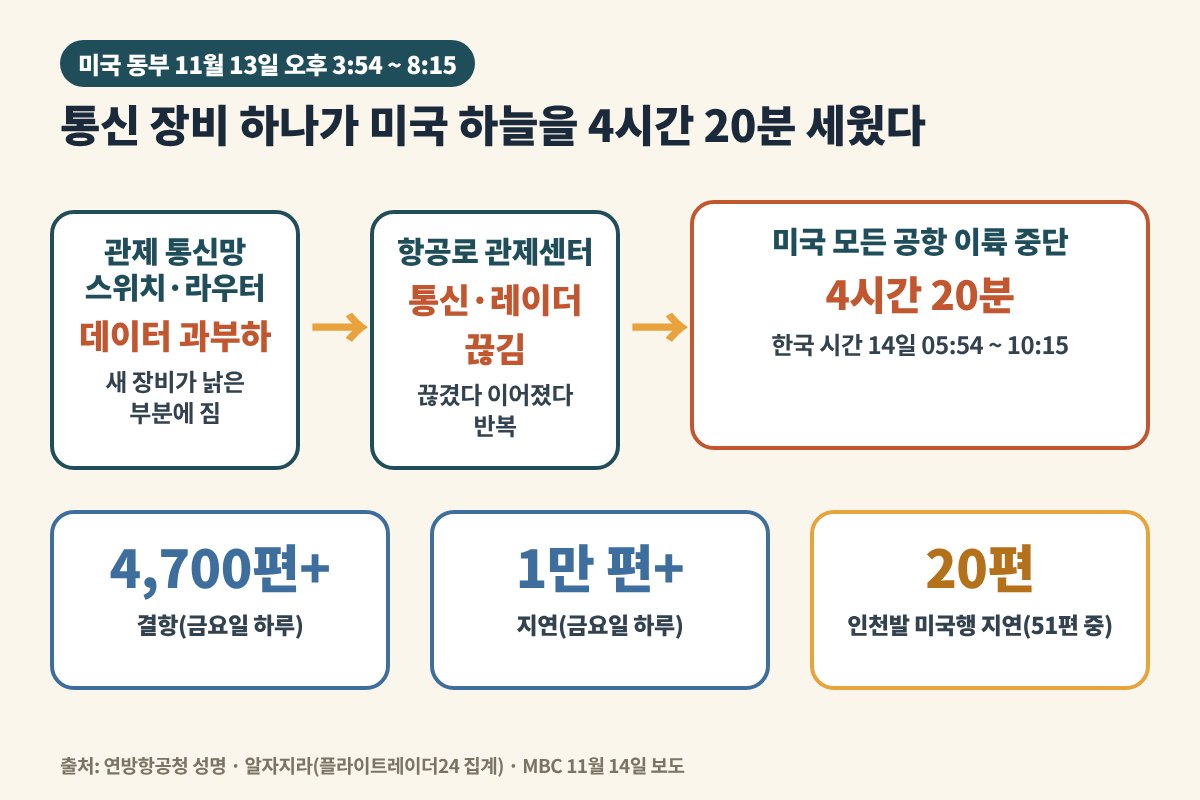 미국 동부 11월 13일 오후 3:54 ~ 8:15
통신 장비 하나가 미국 하늘을 4시간 20분 세웠다
관제 통신망
스위치·라우터
데이터 과부하
새 장비가 낡은
부분에 짐
항공로 관제센터
통신·레이더
끊김
끊겼다 이어졌다
반복
미국 모든 공항 이륙 중단
4시간 20분
한국 시간 14일 05:54 ~ 10:15
4,700편+
결항(금요일 하루)
1만 편+
지연(금요일 하루)
20편
인천발 미국행 지연(51편 중)
출처: 연방항공청 성명 · 알자지라(플라이트레이더24 집계) · MBC 11월 14일 보도